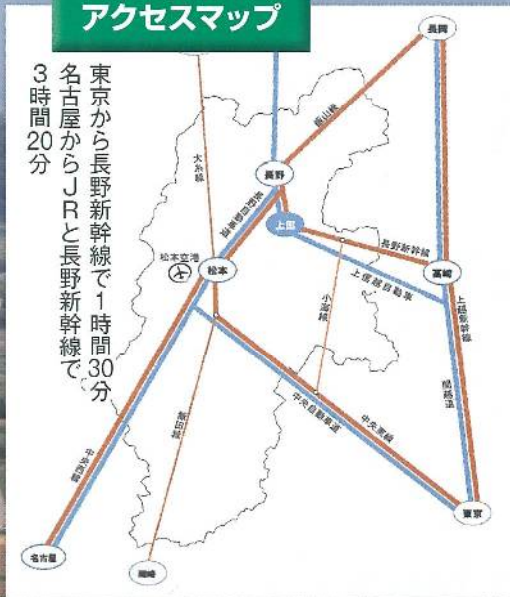 アクセスマップ
東京から長野新幹線で1時間30分
名古屋からJRと長野新幹線で
3時間20分
長岡
飯山線
大糸線
長野
長野自動車道
上田
長野新幹線
松本空港
松本
高崎
上信越自動車
小海線
上越新幹線
関越道
飯田線
中央自動車道
中央東線
中央西線
東京
名古屋
岡崎